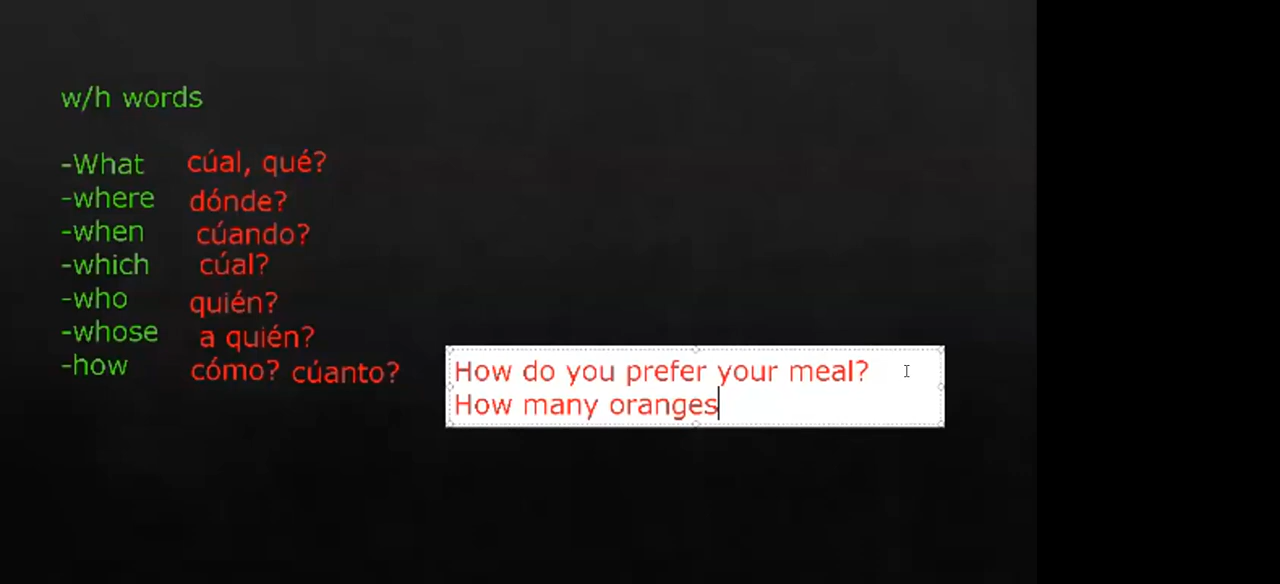 w/h words
-What cúal, qué?
-where dónde?
-when cúando?
-which cúal?
-who quién?
-whose a quién?
-how cómo? cúanto?
How do you prefer your meal?
How many oranges